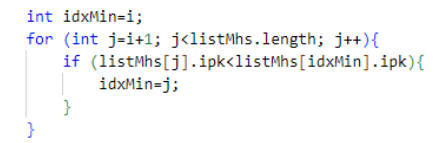 int idxMin=i;
for (int j=i+1; j<listMhs.length; j++){
    if (listMhs[j].ipk<listMhs[idxMin].ipk){
        idxMin=j;
    }
}